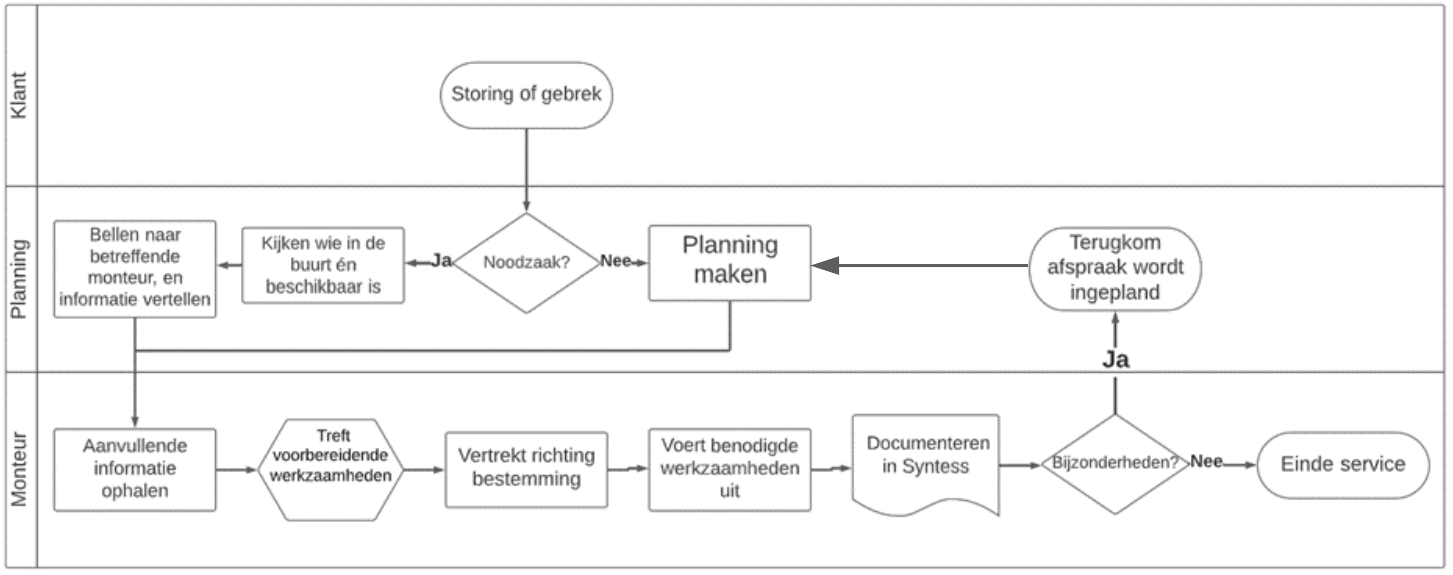 Klant
Storing of gebrek
Planning
Bellen naar
betreffende
monteur, en
informatie vertellen
Kijken wie in de
buurt én
beschikbaar is
Ja
Noodzaak?
Nee
Planning
maken
Terugkom
afspraak wordt
ingepland
Ja
Monteur
Aanvullende
informatie
ophalen
Treft
voorbereidende
werkzaamheden
Vertrekt richting
bestemming
Voert benodigde
werkzaamheden
uit
Documenteren
in Syntess
Bijzonderheden?
Nee
Einde service